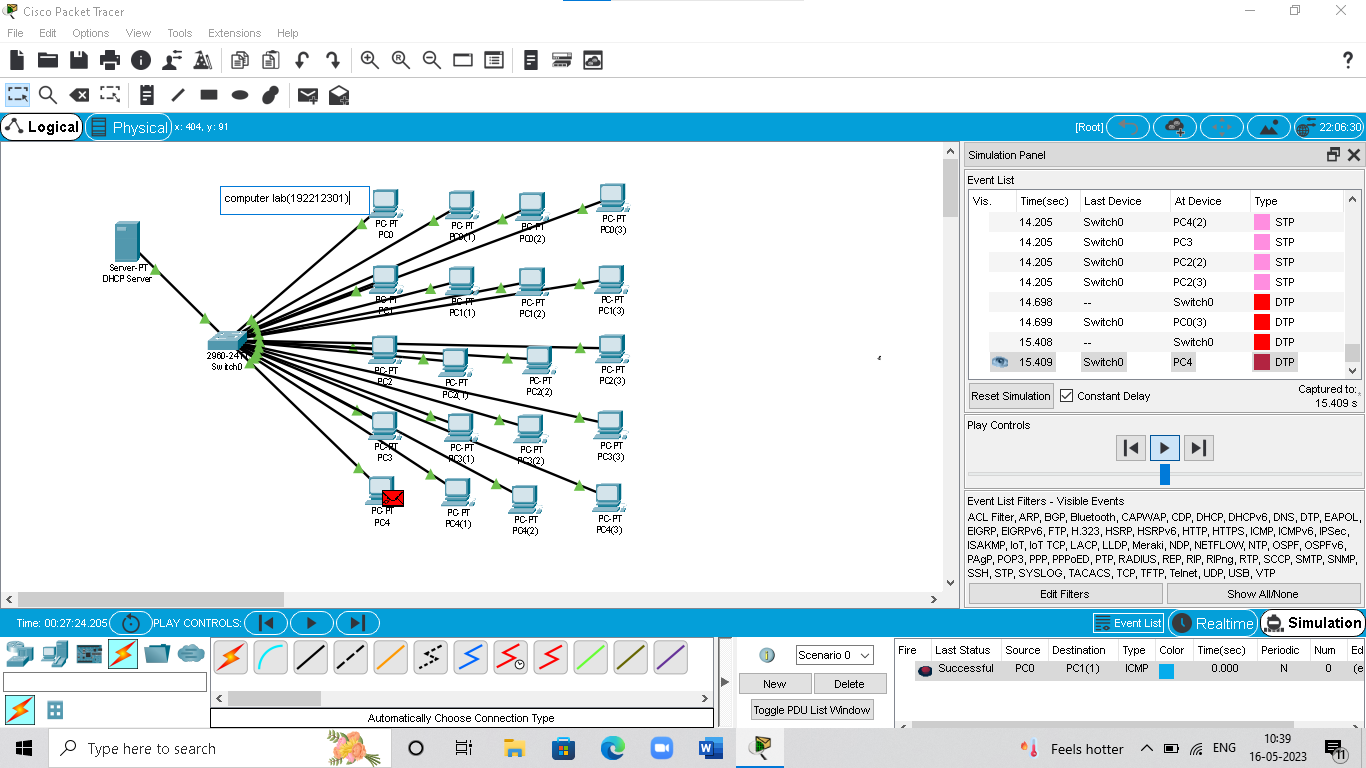 Cisco Packet Tracer
File Edit Options View Tools Extensions Help
?
Logical Physical x: 404, y: 91
[Root] 22:06:30
computer lab(192212301)
Server-PT
DHCP Server
2960-24TT
Switch0
PC-PT
PC0
PC-PT
PC0(1)
PC-PT
PC0(2)
PC-PT
PC0(3)
PC-PT
PC1
PC-PT
PC1(1)
PC-PT
PC1(2)
PC-PT
PC1(3)
PC-PT
PC2
PC-PT
PC2(1)
PC-PT
PC2(2)
PC-PT
PC2(3)
PC-PT
PC3
PC-PT
PC3(1)
PC-PT
PC3(2)
PC-PT
PC3(3)
PC-PT
PC4
PC-PT
PC4(1)
PC-PT
PC4(2)
PC-PT
PC4(3)
Simulation Panel
Event List
Vis. Time(sec) Last Device At Device Type
14.205 Switch0 PC4(2) STP
14.205 Switch0 PC3 STP
14.205 Switch0 PC2(2) STP
14.205 Switch0 PC2(3) STP
14.698 -- Switch0 DTP
14.699 Switch0 PC0(3) DTP
15.408 -- Switch0 DTP
15.409 Switch0 PC4 DTP
Reset Simulation Constant Delay Captured to:
15.409 s
Play Controls
Event List Filters - Visible Events
ACL Filter, ARP, BGP, Bluetooth, CAPWAP, CDP, DHCP, DHCPv6, DNS, DTP, EAPOL,
EIGRP, EIGRPv6, FTP, H.323, HSRP, HSRPv6, HTTP, HTTPS, ICMP, ICMPv6, IPSec,
ISAKMP, IoT, IoT TCP, LACP, LLDP, Meraki, NDP, NETFLOW, NTP, OSPF, OSPFv6,
PAgP, POP3, PPP, PPPoED, PTP, RADIUS, REP, RIP, RIPng, RTP, SCCP, SMTP, SNMP,
SSH, STP, SYSLOG, TACACS, TCP, TFTP, Telnet, UDP, USB, VTP
Edit Filters Show All/None
Time: 00:27:24.205 PLAY CONTROLS:
Event List Realtime Simulation
Automatically Choose Connection Type
Scenario 0
New Delete
Toggle PDU List Window
Fire Last Status Source Destination Type Color Time(sec) Periodic Num Ed
Successful PC0 PC1(1) ICMP 0.000 N 0 (e
Type here to search
Feels hotter ENG
10:39
16-05-2023
11